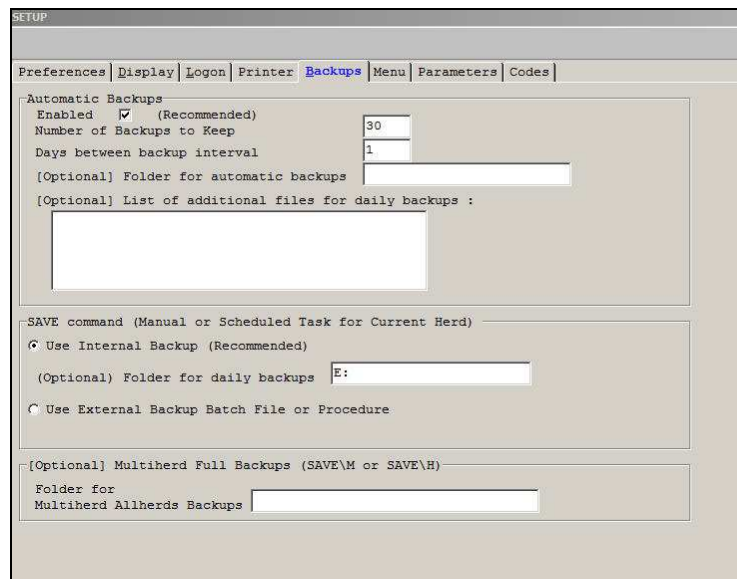 SETUP
Preferences Display Logon Printer Backups Menu Parameters Codes
Automatic Backups
Enabled (Recommended)
Number of Backups to Keep 30
Days between backup interval 1
[Optional] Folder for automatic backups
[Optional] List of additional files for daily backups :
SAVE command (Manual or Scheduled Task for Current Herd)
Use Internal Backup (Recommended)
(Optional) Folder for daily backups E:
Use External Backup Batch File or Procedure
[Optional] Multiherd Full Backups (SAVE\M or SAVE\H)
Folder for
Multiherd Allherds Backups